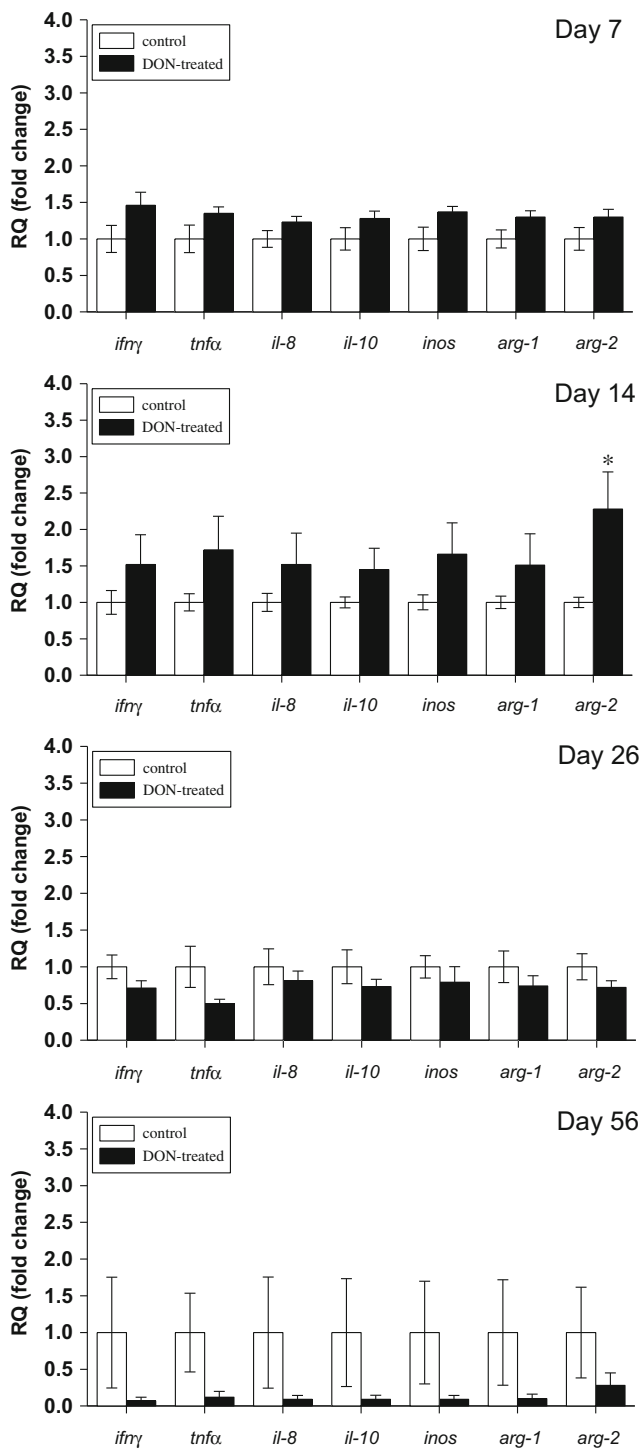 Day 7
control
DON-treated
RQ (fold change)
4.0
3.5
3.0
2.5
2.0
1.5
1.0
0.5
0.0
ifnγ tnfα il-8 il-10 inos arg-1 arg-2
Day 14
control
DON-treated
RQ (fold change)
4.0
3.5
3.0
2.5
2.0
1.5
1.0
0.5
0.0
*
ifnγ tnfα il-8 il-10 inos arg-1 arg-2
Day 26
control
DON-treated
RQ (fold change)
4.0
3.5
3.0
2.5
2.0
1.5
1.0
0.5
0.0
ifnγ tnfα il-8 il-10 inos arg-1 arg-2
Day 56
control
DON-treated
RQ (fold change)
4.0
3.5
3.0
2.5
2.0
1.5
1.0
0.5
0.0
ifnγ tnfα il-8 il-10 inos arg-1 arg-2